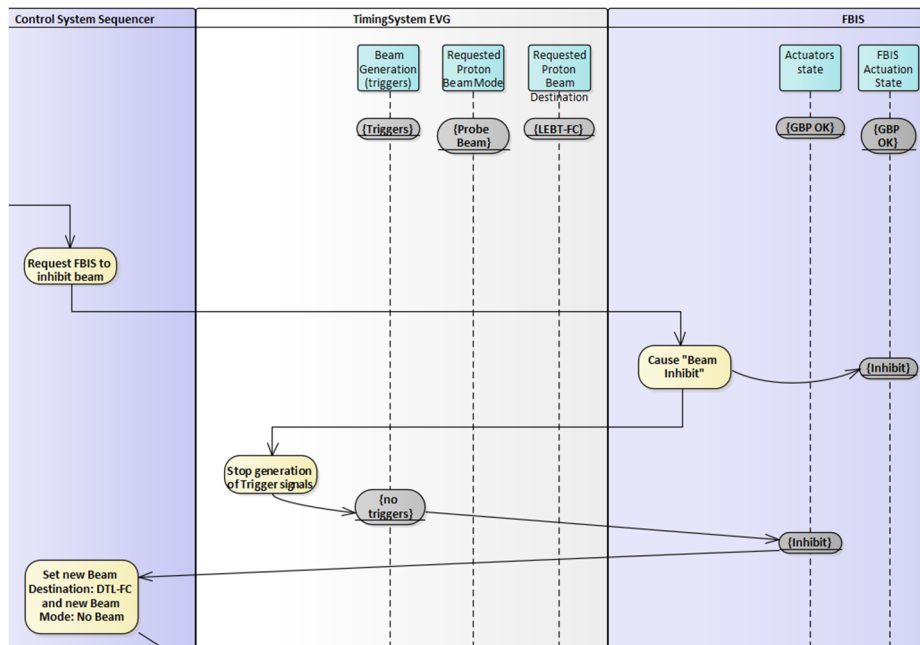 Control System Sequencer
TimingSystem EVG
FBIS
Beam
Generation
(triggers)
Requested
Proton
Beam Mode
Requested
Proton
Beam
Destination
Actuators
state
FBIS
Actuation
State
{Triggers}
{Probe
Beam}
{LEBT-FC}
{GBP OK}
{GBP
OK}
Request FBIS to
inhibit beam
Cause "Beam
Inhibit"
{Inhibit}
Stop generation
of Trigger signals
{no
triggers}
{Inhibit}
Set new Beam
Destination: DTL-FC
and new Beam
Mode: No Beam